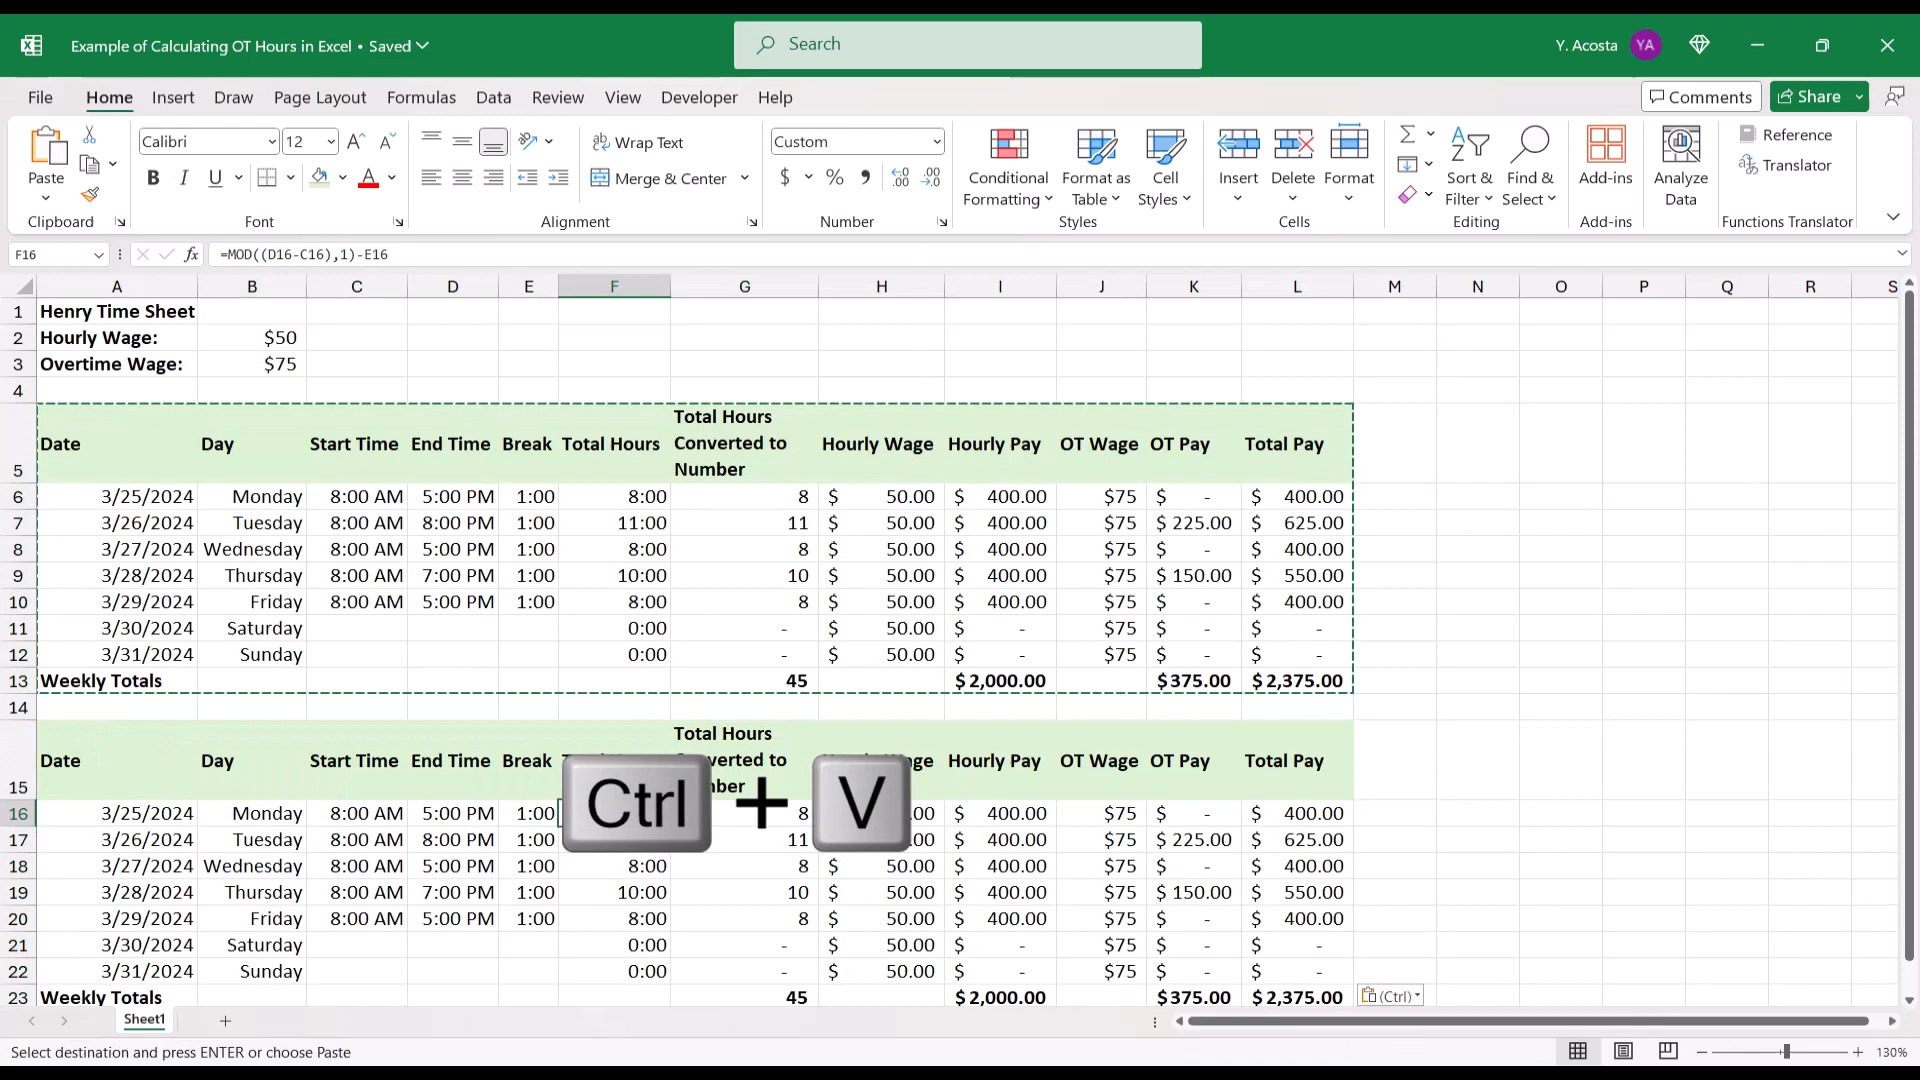 Example of Calculating OT Hours in Excel • Saved
Search
Y. Acosta YA
File Home Insert Draw Page Layout Formulas Data Review View Developer Help
Comments Share
Calibri 12 Wrap Text Custom
Paste B I U A Merge & Center $ % , Conditional Formatting Format as Table Cell Styles Insert Delete Format Sort & Filter Find & Select Add-ins Analyze Data Reference Translator
Clipboard Font Alignment Number Styles Cells Editing Add-ins Functions Translator
F16 fx =MOD((D16-C16),1)-E16
A B C D E F G H I J K L M N O P Q R S
1 Henry Time Sheet
2 Hourly Wage: $50
3 Overtime Wage: $75
4
5 Date Day Start Time End Time Break Total Hours Total Hours Converted to Number Hourly Wage Hourly Pay OT Wage OT Pay Total Pay
6 3/25/2024 Monday 8:00 AM 5:00 PM 1:00 8:00 8 $ 50.00 $ 400.00 $75 $ - $ 400.00
7 3/26/2024 Tuesday 8:00 AM 8:00 PM 1:00 11:00 11 $ 50.00 $ 400.00 $75 $ 225.00 $ 625.00
8 3/27/2024 Wednesday 8:00 AM 5:00 PM 1:00 8:00 8 $ 50.00 $ 400.00 $75 $ - $ 400.00
9 3/28/2024 Thursday 8:00 AM 7:00 PM 1:00 10:00 10 $ 50.00 $ 400.00 $75 $ 150.00 $ 550.00
10 3/29/2024 Friday 8:00 AM 5:00 PM 1:00 8:00 8 $ 50.00 $ 400.00 $75 $ - $ 400.00
11 3/30/2024 Saturday 0:00 - $ 50.00 $ - $75 $ - $ -
12 3/31/2024 Sunday 0:00 - $ 50.00 $ - $75 $ - $ -
13 Weekly Totals 45 $ 2,000.00 $ 375.00 $ 2,375.00
14
15 Date Day Start Time End Time Break Total Hours Hourly Pay OT Wage OT Pay Total Pay
16 3/25/2024 Monday 8:00 AM 5:00 PM 1:00 8 $ 400.00 $75 $ - $ 400.00
Ctrl + V
17 3/26/2024 Tuesday 8:00 AM 8:00 PM 1:00 11 $ 400.00 $75 $ 225.00 $ 625.00
18 3/27/2024 Wednesday 8:00 AM 5:00 PM 1:00 8:00 8 $ 50.00 $ 400.00 $75 $ - $ 400.00
19 3/28/2024 Thursday 8:00 AM 7:00 PM 1:00 10:00 10 $ 50.00 $ 400.00 $75 $ 150.00 $ 550.00
20 3/29/2024 Friday 8:00 AM 5:00 PM 1:00 8:00 8 $ 50.00 $ 400.00 $75 $ - $ 400.00
21 3/30/2024 Saturday 0:00 - $ 50.00 $ - $75 $ - $ -
22 3/31/2024 Sunday 0:00 - $ 50.00 $ - $75 $ - $ -
23 Weekly Totals 45 $ 2,000.00 $ 375.00 $ 2,375.00 (Ctrl)
Sheet1
Select destination and press ENTER or choose Paste 130%